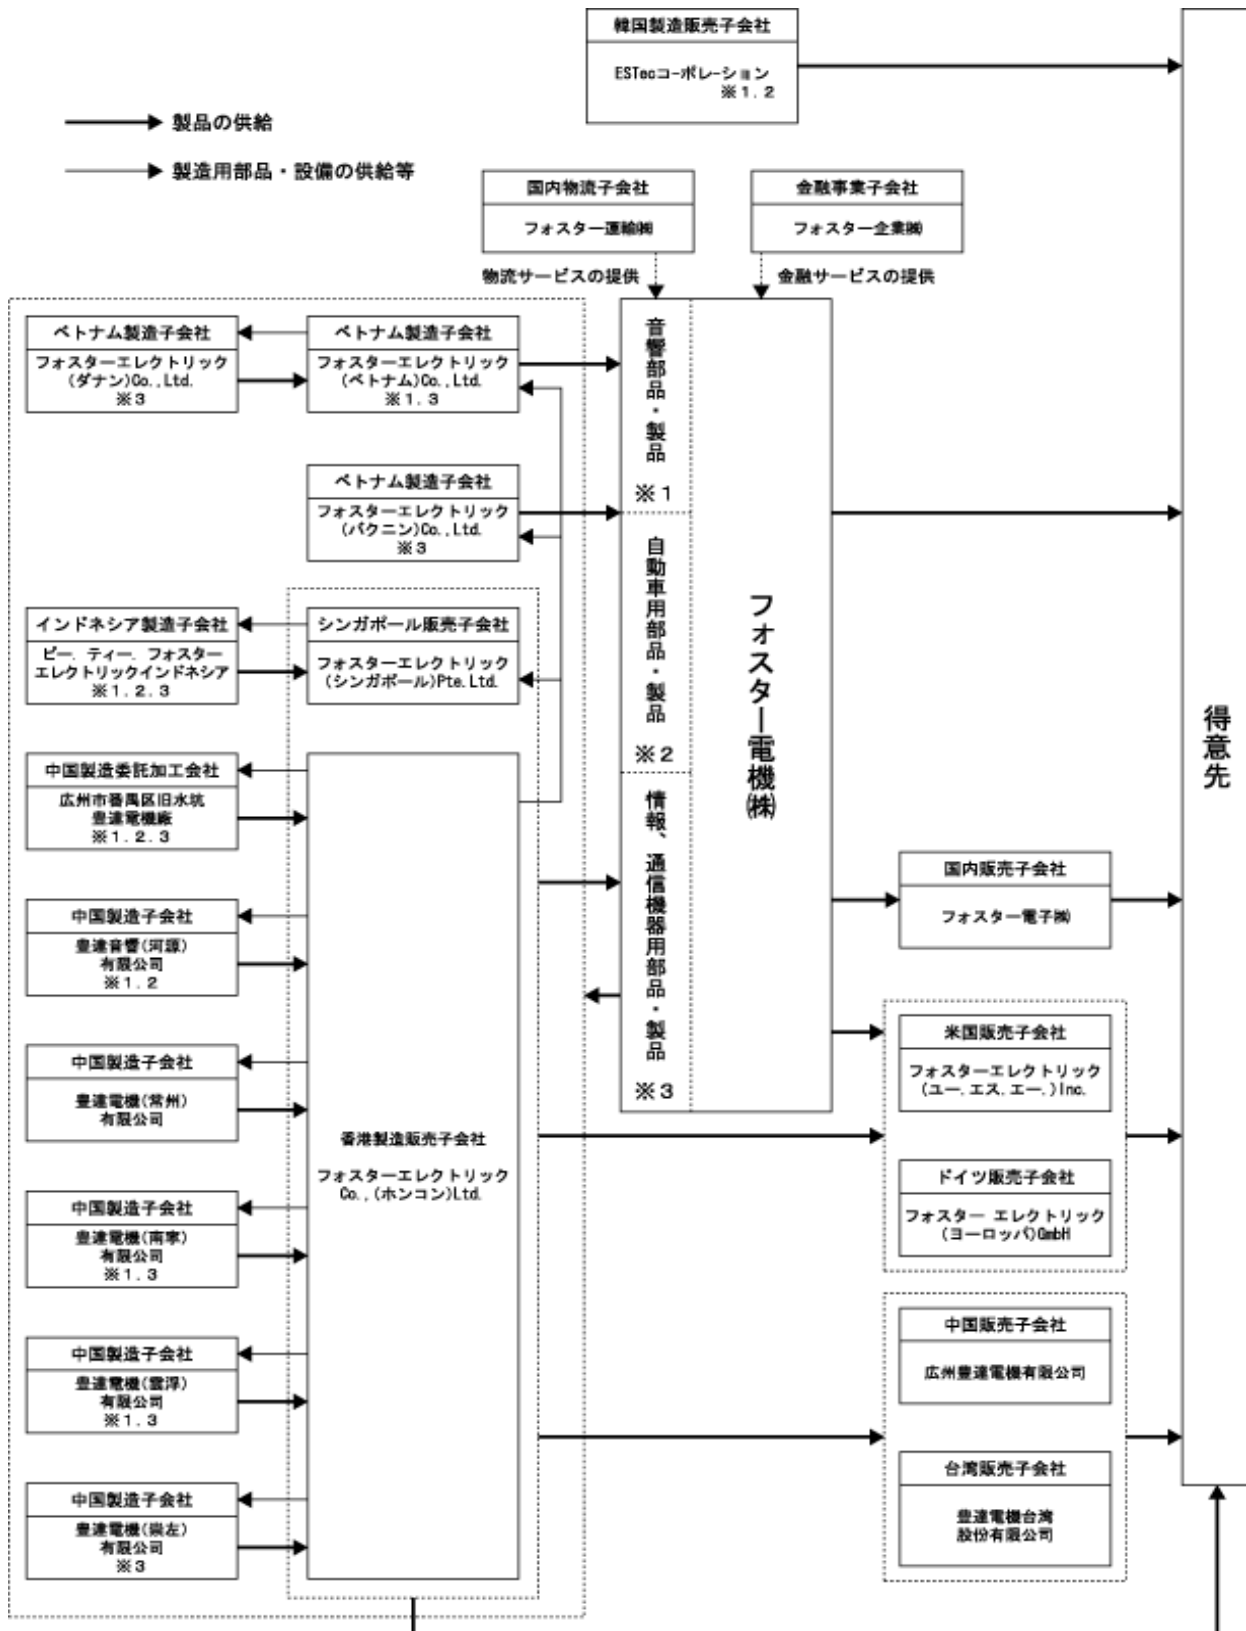 韓国製造販売子会社
ESTecコーポレーション
※1.2
製品の供給
製造用部品・設備の供給等
国内物流子会社
フォスター運輸㈱
金融事業子会社
フォスター企業㈱
物流サービスの提供
金融サービスの提供
ベトナム製造子会社
フォスターエレクトリック
(ダナン)Co.,Ltd.
※3
ベトナム製造子会社
フォスターエレクトリック
(ベトナム)Co.,Ltd.
※1.3
ベトナム製造子会社
フォスターエレクトリック
(バクニン)Co.,Ltd.
※3
インドネシア製造子会社
ピー.ティー.フォスター
エレクトリックインドネシア
※1.2.3
シンガポール販売子会社
フォスターエレクトリック
(シンガポール)Pte.Ltd.
中国製造委託加工会社
広州市番禺区旧水坑
豊達電機廠
※1.2.3
中国製造子会社
豊達音響(河源)
有限公司
※1.2
中国製造子会社
豊達電機(常州)
有限公司
中国製造子会社
豊達電機(南寧)
有限公司
※1.3
中国製造子会社
豊達電機(雲浮)
有限公司
※1.3
中国製造子会社
豊達電機(崇左)
有限公司
※3
香港製造販売子会社
フォスターエレクトリック
Co.,(ホンコン)Ltd.
音響部品・製品
※1
自動車用部品・製品
※2
情報、通信機器用部品・製品
※3
フォスター電機㈱
国内販売子会社
フォスター電子㈱
米国販売子会社
フォスターエレクトリック
(ユー.エス.エー.)Inc.
ドイツ販売子会社
フォスター エレクトリック
(ヨーロッパ)GmbH
中国販売子会社
広州豊達電機有限公司
台湾販売子会社
豊達電機台湾
股份有限公司
得意先